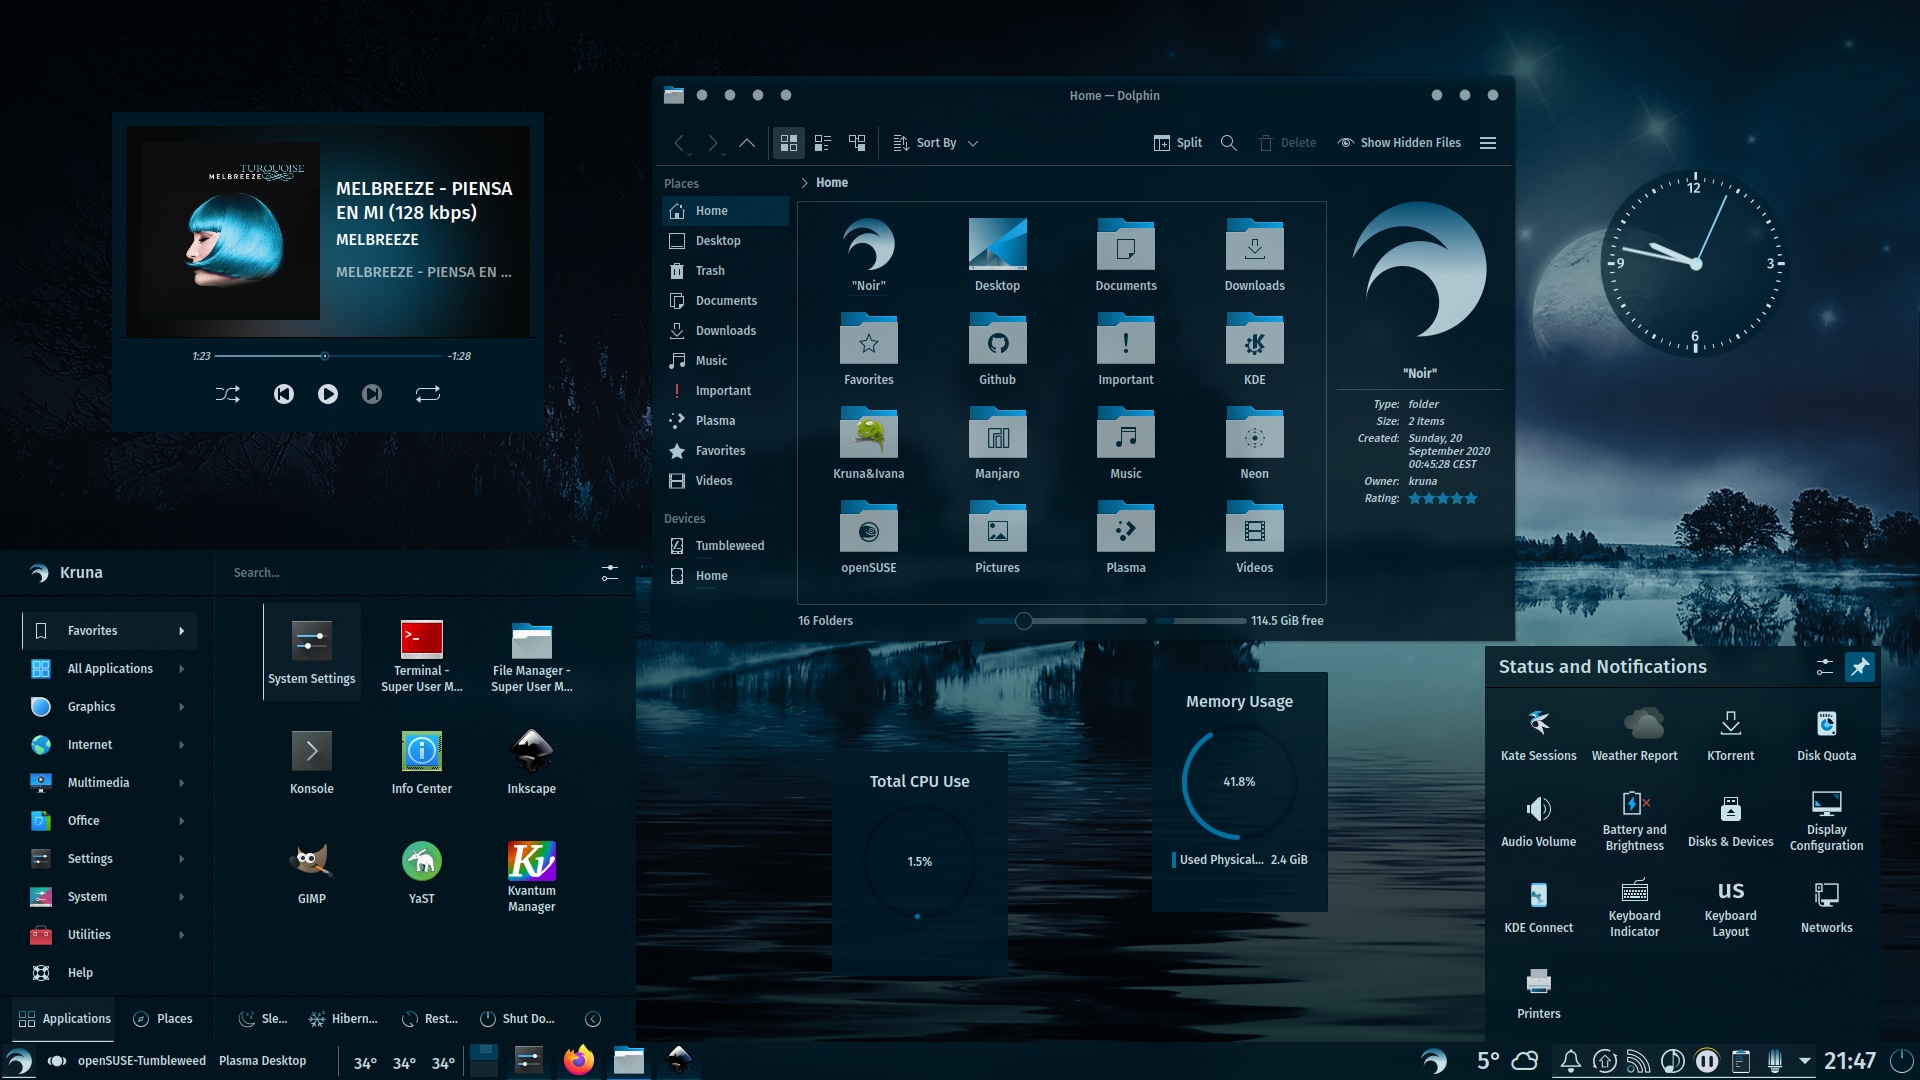 TURQUOISE
MELBREEZE
MELBREEZE - PIENSA
EN MI (128 kbps)
MELBREEZE
MELBREEZE - PIENSA EN ...
1:23
-1:28
Home — Dolphin
Sort By
Split
Delete
Show Hidden Files
Places
Home
Desktop
Trash
Documents
Downloads
Music
Important
Plasma
Favorites
Videos
Devices
Tumbleweed
Home
Home
"Noir"
Desktop
Documents
Downloads
Favorites
Github
Important
KDE
Kruna&Ivana
Manjaro
Music
Neon
openSUSE
Pictures
Plasma
Videos
16 Folders
114.5 GiB free
"Noir"
Type: folder
Size: 2 items
Created: Sunday, 20
September 2020
00:45:28 CEST
Owner: kruna
Rating:
12
3
6
9
Kruna
Search...
Favorites
All Applications
Graphics
Internet
Multimedia
Office
Settings
System
Utilities
Help
System Settings
Terminal -
Super User M...
File Manager -
Super User M...
Konsole
Info Center
Inkscape
GIMP
YaST
Kv
Kvantum
Manager
Applications
Places
Sle...
Hibern...
Rest...
Shut Do...
Total CPU Use
1.5%
Memory Usage
41.8%
Used Physical... 2.4 GiB
Status and Notifications
Kate Sessions
Weather Report
KTorrent
Disk Quota
Audio Volume
Battery and
Brightness
Disks & Devices
Display
Configuration
KDE Connect
Keyboard
Indicator
us
Keyboard
Layout
Networks
Printers
openSUSE-Tumbleweed
Plasma Desktop
34°
34°
34°
5°
21:47